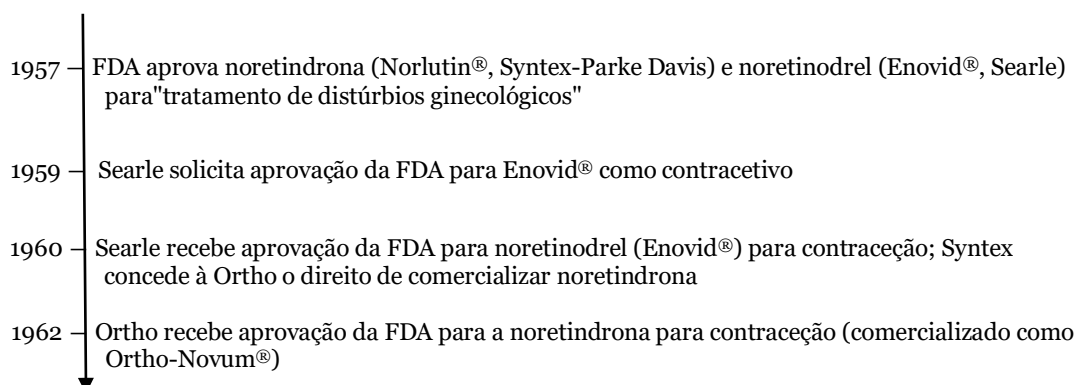 1957 FDA aprova noretindrona (Norlutin®, Syntex-Parke Davis) e noretinodrel (Enovid®, Searle)
para"tratamento de distúrbios ginecológicos"
1959 Searle solicita aprovação da FDA para Enovid® como contracetivo
1960 Searle recebe aprovação da FDA para noretinodrel (Enovid®) para contraceção; Syntex
concede à Ortho o direito de comercializar noretindrona
1962 Ortho recebe aprovação da FDA para a noretindrona para contraceção (comercializado como
Ortho-Novum®)